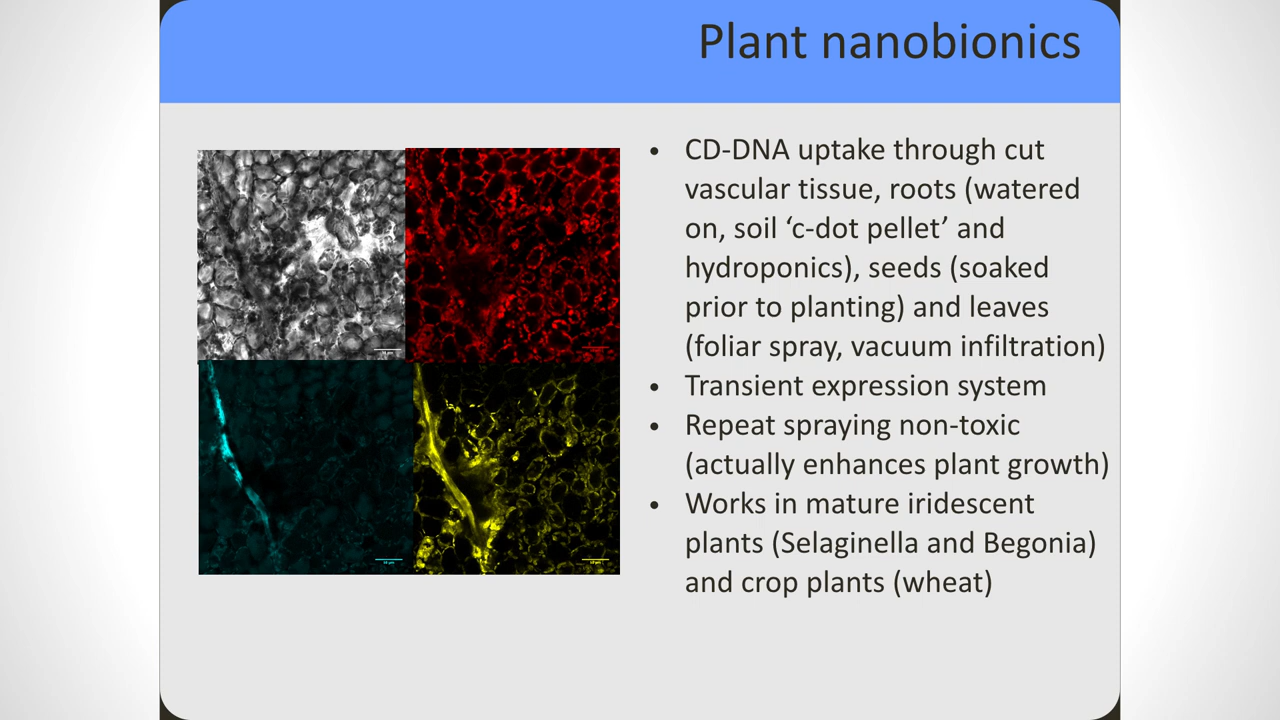 Plant nanobionics
• CD-DNA uptake through cut
vascular tissue, roots (watered
on, soil ‘c-dot pellet’ and
hydroponics), seeds (soaked
prior to planting) and leaves
(foliar spray, vacuum infiltration)
• Transient expression system
• Repeat spraying non-toxic
(actually enhances plant growth)
• Works in mature iridescent
plants (Selaginella and Begonia)
and crop plants (wheat)